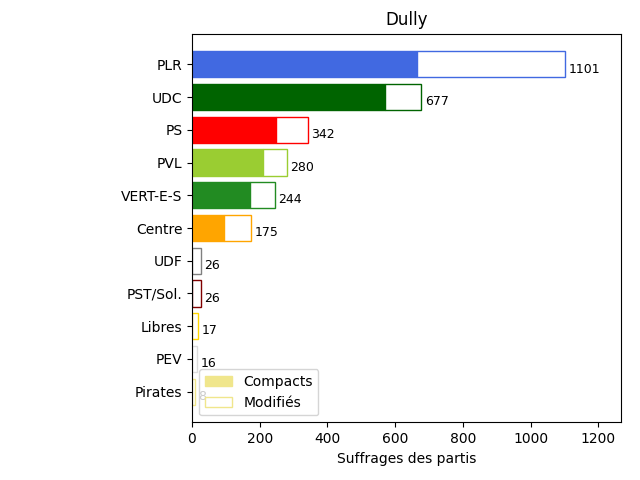 Dully
PLR 1101
UDC 677
PS 342
PVL 280
VERT-E-S 244
Centre 175
UDF 26
PST/Sol. 26
Libres 17
PEV 16
Pirates 8
Compacts
Modifiés
0 200 400 600 800 1000 1200
Suffrages des partis